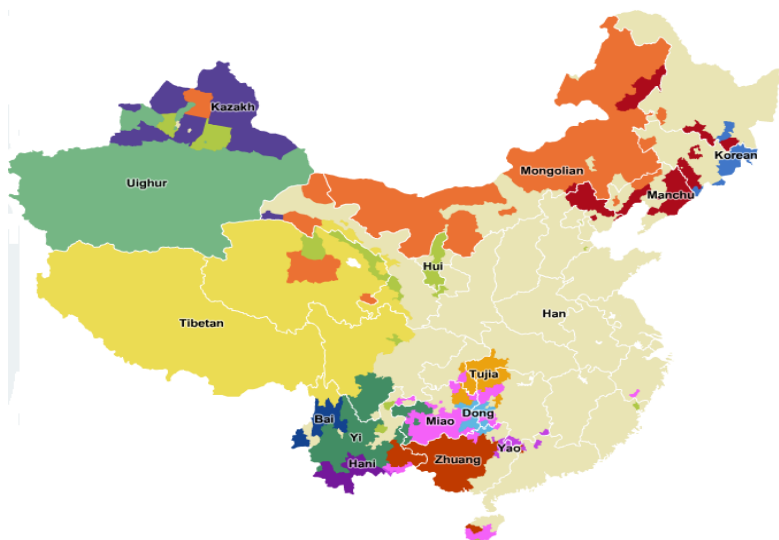 Kazakh
Korean
Mongolian
Uighur
Manchu
Hui
Han
Tibetan
Tujia
Dong
Bai
Miao
Yi
Yao
Hani
Zhuang